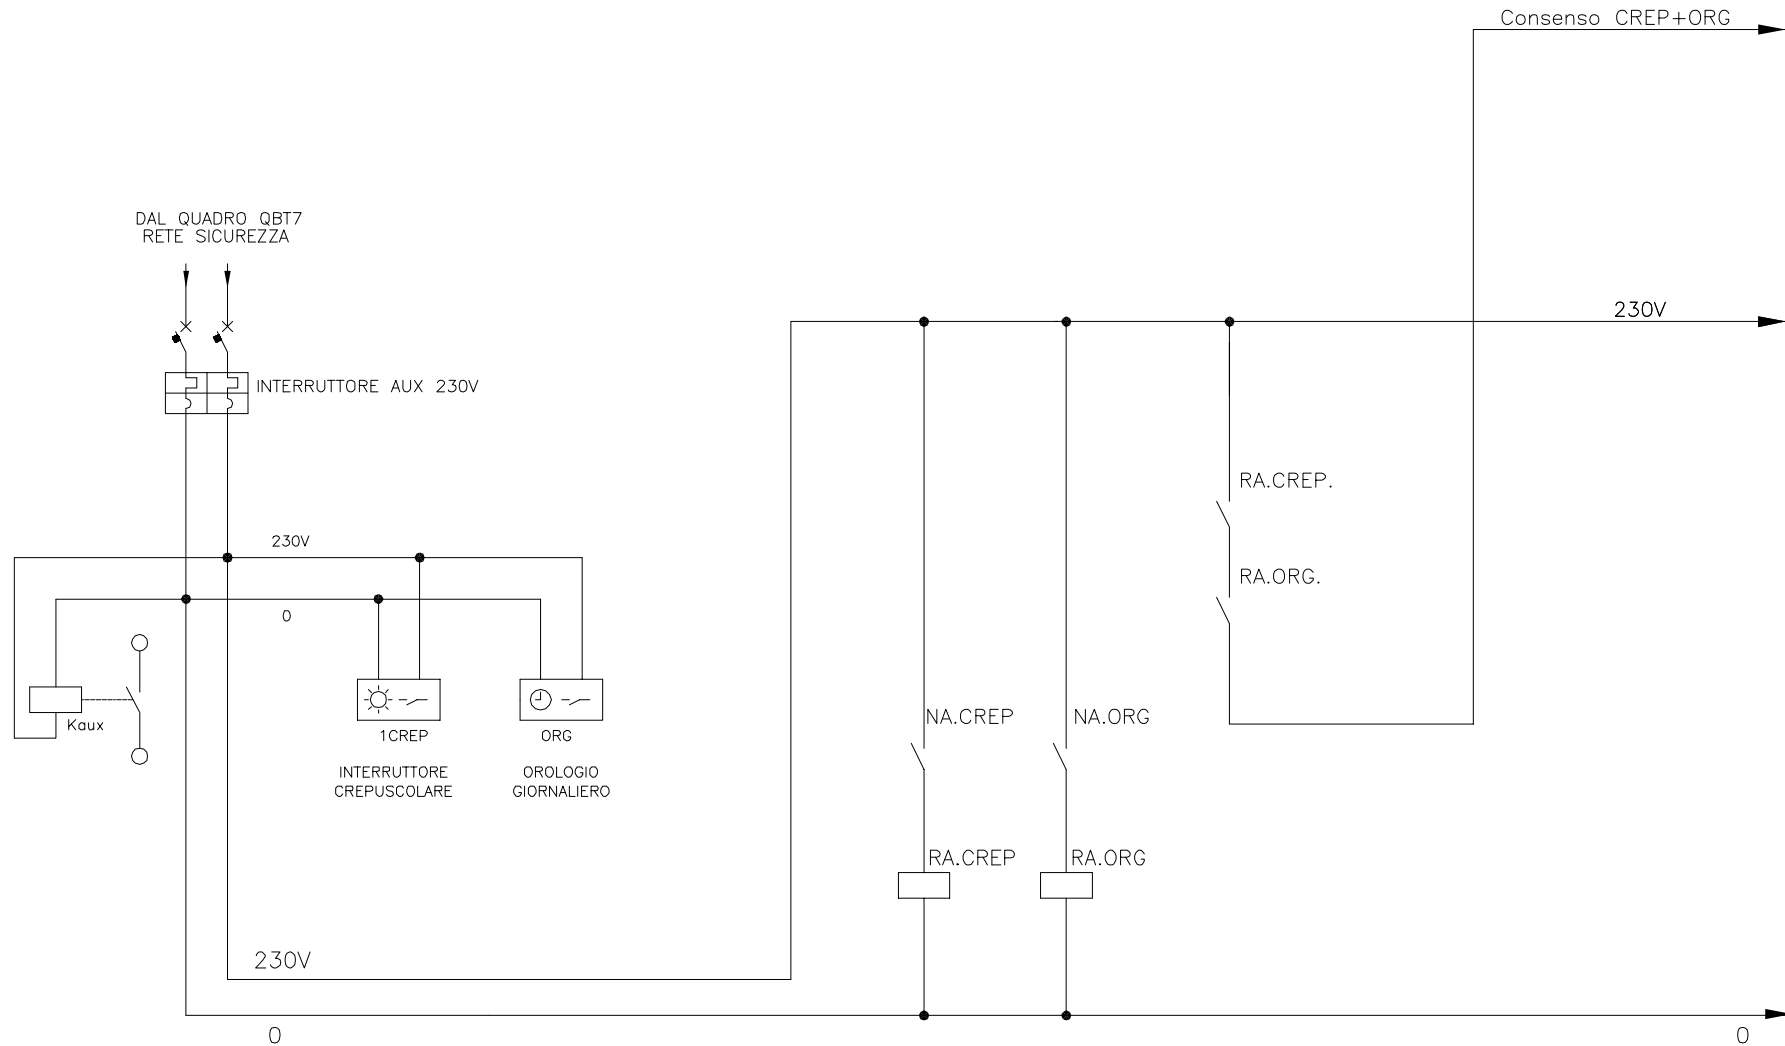 Consenso CREP+ORG
DAL QUADRO QBT7
RETE SICUREZZA
230V
INTERRUTTORE AUX 230V
RA.CREP.
230V
RA.ORG.
0
Kaux
NA.CREP
NA.ORG
1CREP
ORG
INTERRUTTORE
CREPUSCOLARE
OROLOGIO
GIORNALIERO
RA.CREP
RA.ORG
230V
0
0